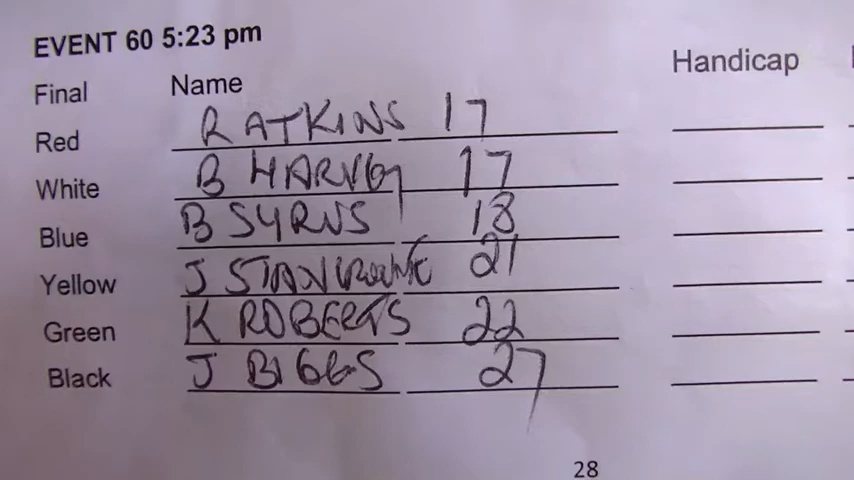 EVENT 60 5:23 pm
Final Name Handicap
Red R ATKINS 17
White B HARVEY 17
Blue B SYRNS 18
Yellow J 21
Green K ROBERTS 22
Black J BIGGS 27
28